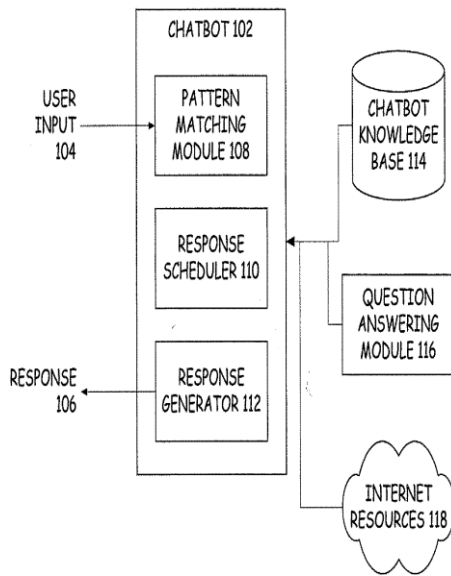 CHATBOT 102
USER
INPUT
104
PATTERN
MATCHING
MODULE 108
CHATBOT
KNOWLEDGE
BASE 114
RESPONSE
SCHEDULER 110
QUESTION
ANSWERING
MODULE 116
RESPONSE
106
RESPONSE
GENERATOR 112
INTERNET
RESOURCES 118